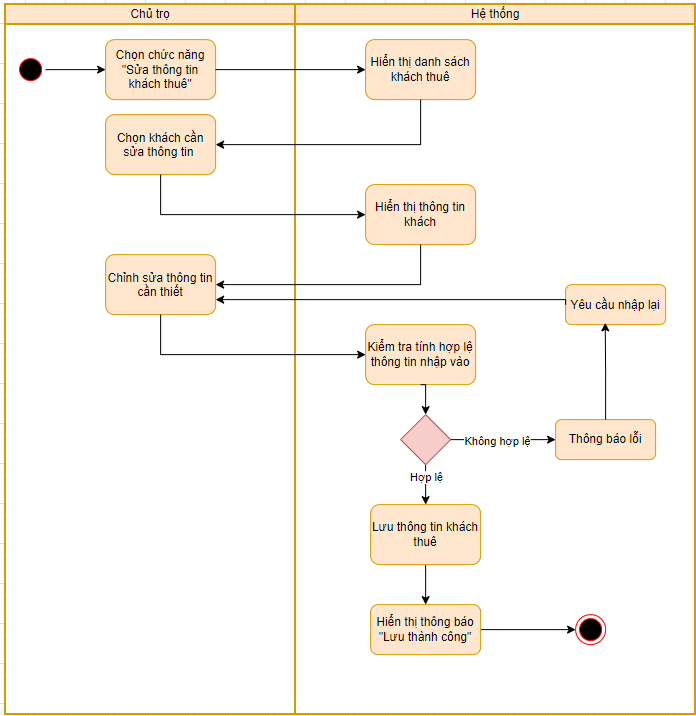 Chủ trọ
Hệ thống
Chọn chức năng
"Sửa thông tin
khách thuê"
Hiển thị danh sách
khách thuê
Chọn khách cần
sửa thông tin
Hiển thị thông tin
khách
Chỉnh sửa thông tin
cần thiết
Yêu cầu nhập lại
Kiểm tra tính hợp lệ
thông tin nhập vào
Không hợp lệ
Thông báo lỗi
Hợp lệ
Lưu thông tin khách
thuê
Hiển thị thông báo
"Lưu thành công"